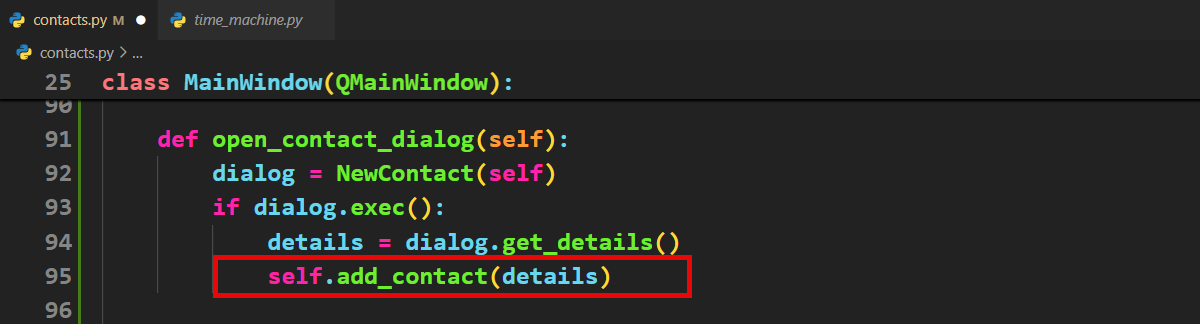 contacts.py M time_machine.py
contacts.py > ...
25 class MainWindow(QMainWindow):
90
91 def open_contact_dialog(self):
92 dialog = NewContact(self)
93 if dialog.exec():
94 details = dialog.get_details()
95 self.add_contact(details)
96